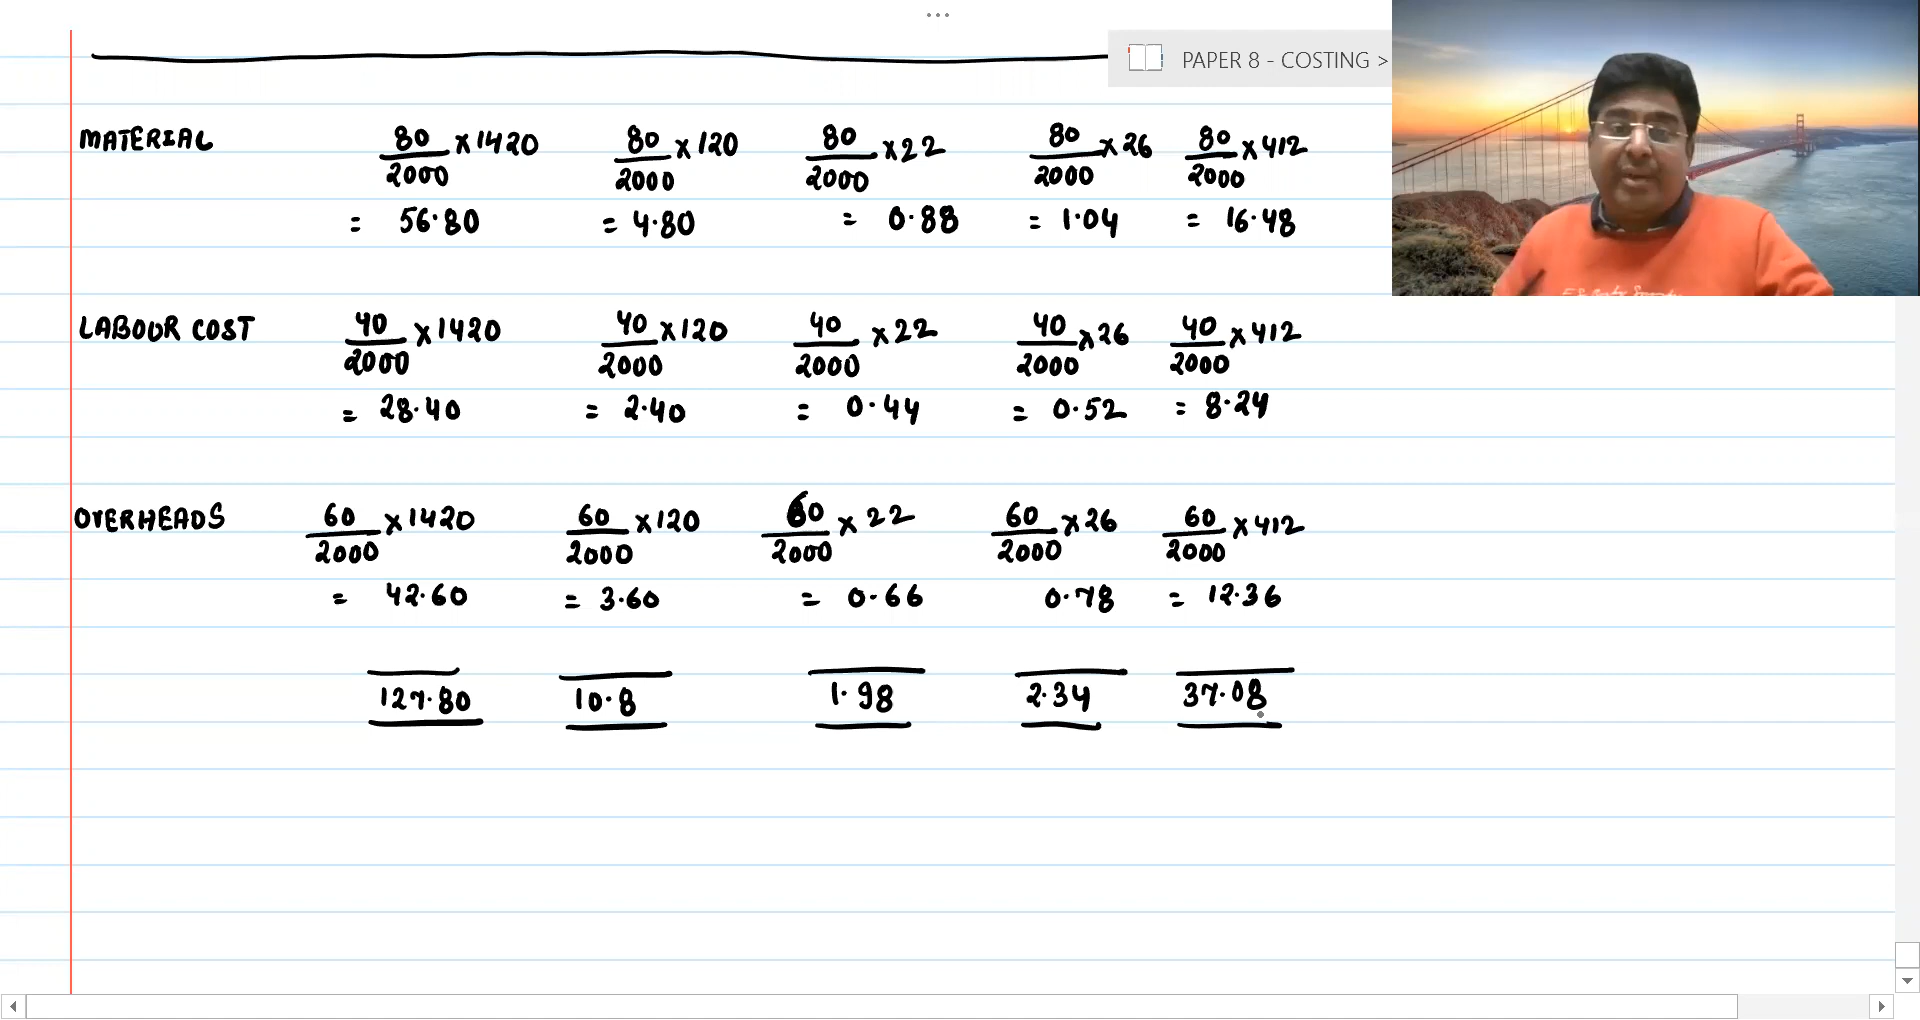 PAPER 8 - COSTING >
MATERIAL 80/2000 x 1420 80/2000 x 120 80/2000 x 22 80/2000 x 26 80/2000 x 412
= 56.80 = 4.80 = 0.88 = 1.04 = 16.48
LABOUR COST 40/2000 x 1420 40/2000 x 120 40/2000 x 22 40/2000 x 26 40/2000 x 412
= 28.40 = 2.40 = 0.44 = 0.52 = 8.24
OVERHEADS 60/2000 x 1420 60/2000 x 120 60/2000 x 22 60/2000 x 26 60/2000 x 412
= 42.60 = 3.60 = 0.66 0.78 = 12.36
127.80 10.8 1.98 2.34 37.08